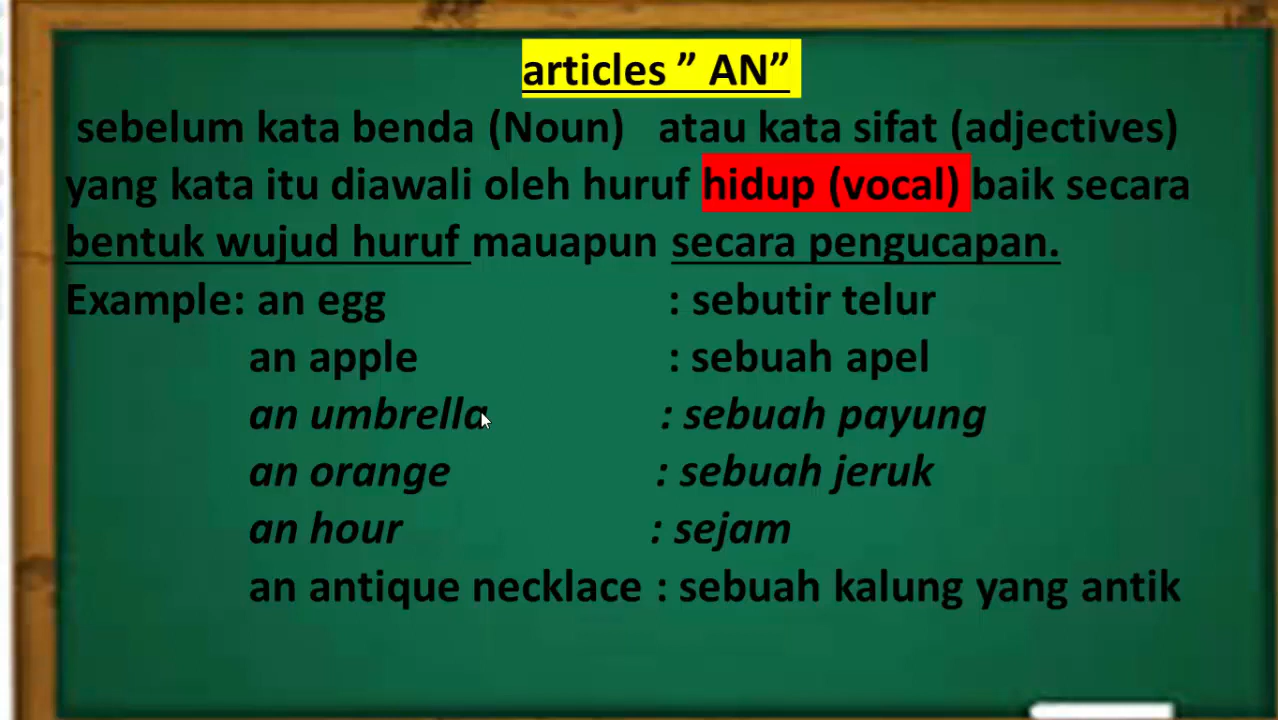 articles ” AN”
sebelum kata benda (Noun) atau kata sifat (adjectives)
yang kata itu diawali oleh huruf hidup (vocal) baik secara
bentuk wujud huruf mauapun secara pengucapan.
Example: an egg : sebutir telur
an apple : sebuah apel
an umbrella : sebuah payung
an orange : sebuah jeruk
an hour : sejam
an antique necklace : sebuah kalung yang antik